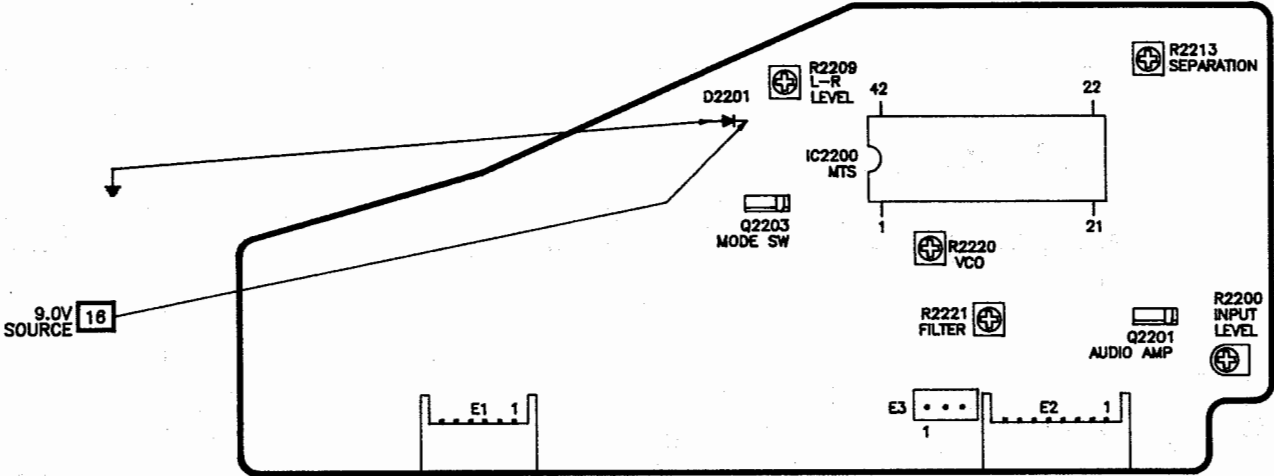 R2213
SEPARATION
R2209
L-R
LEVEL
D2201
42
22
IC2200
MTS
1
21
Q2203
MODE SW
R2220
VCO
9.0V
SOURCE
16
R2221
FILTER
R2200
INPUT
LEVEL
Q2201
AUDIO AMP
E1
1
E3
1
E2
1